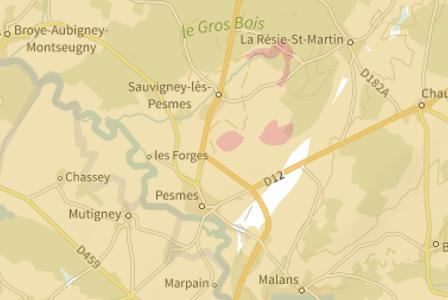 le Gros Bois
Broye-Aubigney-
Montseugny
La Résie-St-Martin
D182A
Sauvigney-lès-
Pesmes
Chau
les Forges
Chassey
D12
Pesmes
Mutigney
D459
B
Marpain
Malans